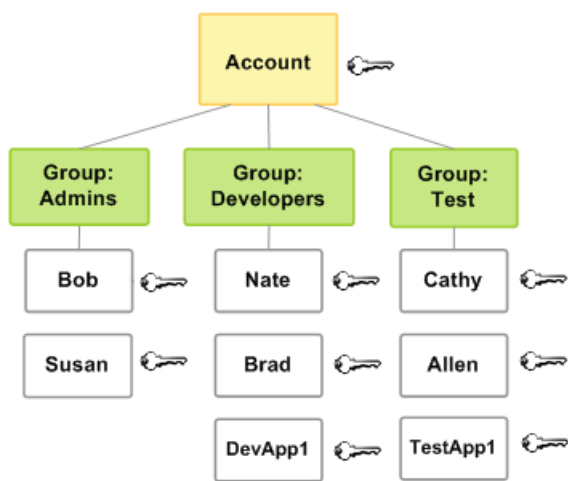 Account
Group:
Admins
Group:
Developers
Group:
Test
Bob
Nate
Cathy
Susan
Brad
Allen
DevApp1
TestApp1